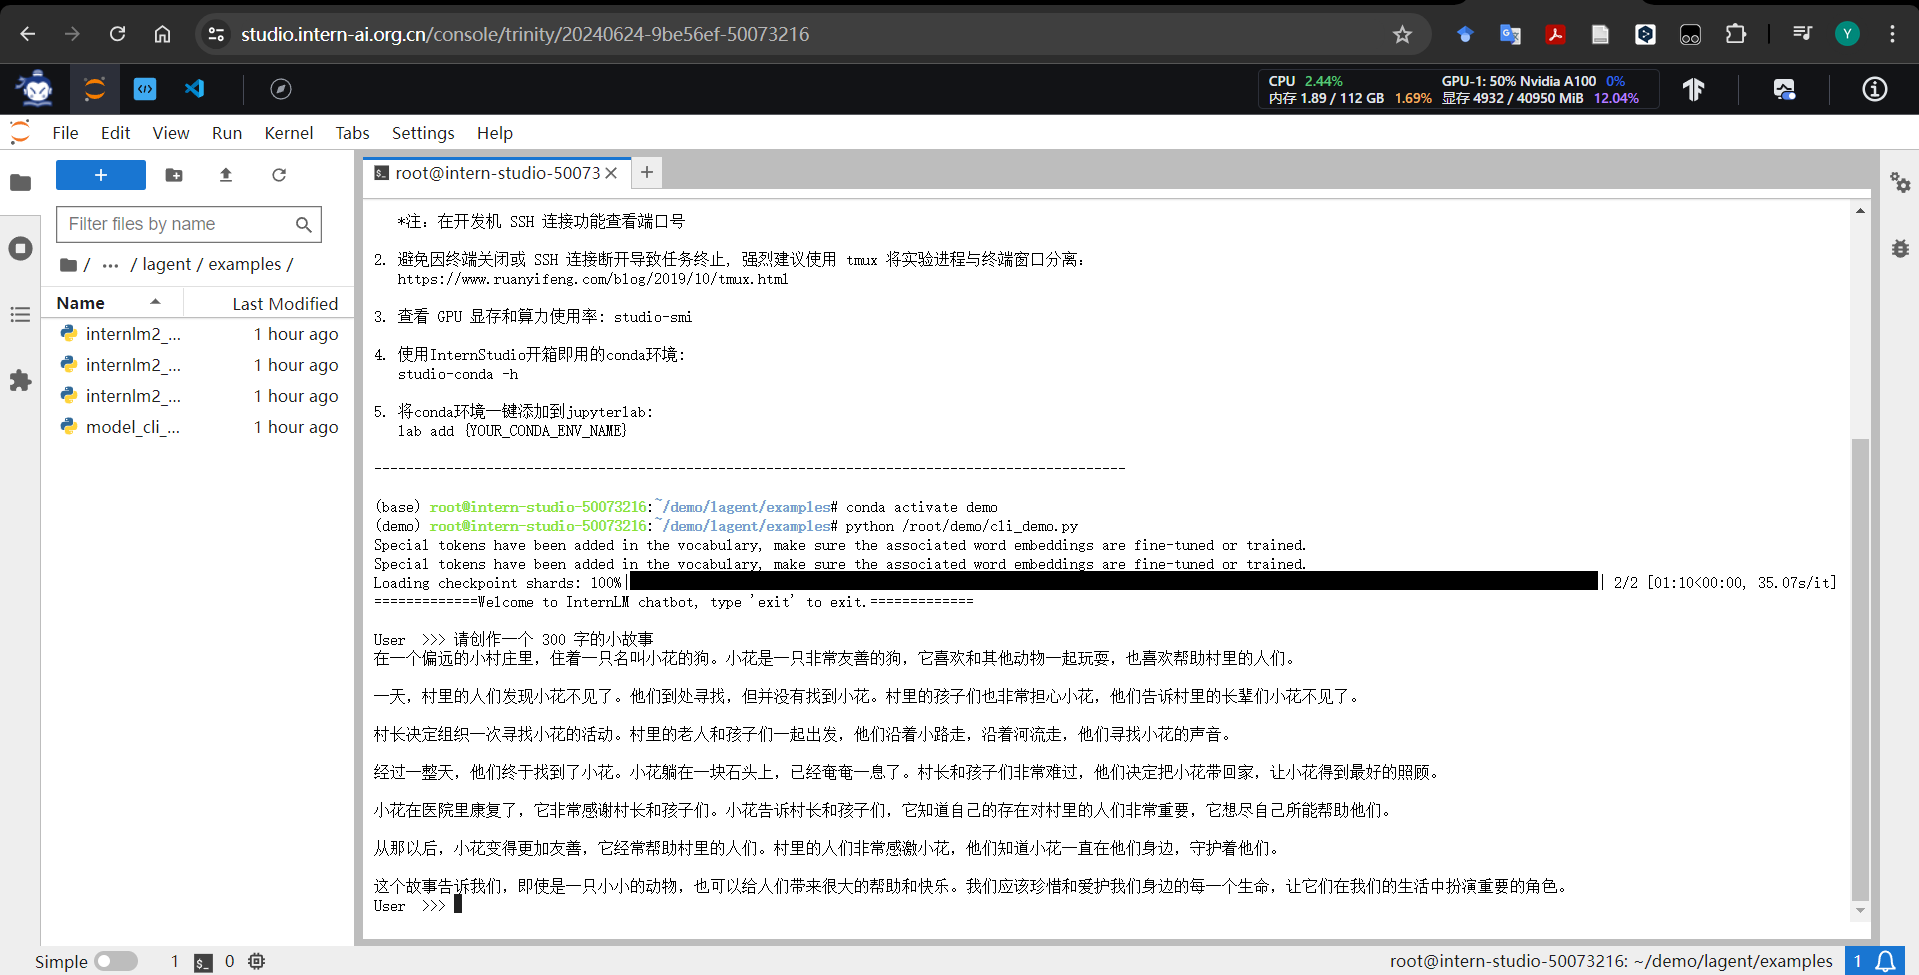 studio.intern-ai.org.cn/console/trinity/20240624-9be56ef-50073216
Y
CPU 2.44% GPU-1: 50% Nvidia A100 0%
内存 1.89 / 112 GB 1.69% 显存 4932 / 40950 MiB 12.04%
File Edit View Run Kernel Tabs Settings Help
root@intern-studio-50073
Filter files by name
/ ··· / lagent / examples /
Name Last Modified
internlm2_... 1 hour ago
internlm2_... 1 hour ago
internlm2_... 1 hour ago
model_cli_... 1 hour ago
*注：在开发机 SSH 连接功能查看端口号
2. 避免因终端关闭或 SSH 连接断开导致任务终止, 强烈建议使用 tmux 将实验进程与终端窗口分离：
https://www.ruanyifeng.com/blog/2019/10/tmux.html
3. 查看 GPU 显存和算力使用率: studio-smi
4. 使用InternStudio开箱即用的conda环境:
studio-conda -h
5. 将conda环境一键添加到jupyterlab:
lab add {YOUR_CONDA_ENV_NAME}
----------------------------------------------------------------------------------------------
(base) root@intern-studio-50073216:~/demo/lagent/examples# conda activate demo
(demo) root@intern-studio-50073216:~/demo/lagent/examples# python /root/demo/cli_demo.py
Special tokens have been added in the vocabulary, make sure the associated word embeddings are fine-tuned or trained.
Special tokens have been added in the vocabulary, make sure the associated word embeddings are fine-tuned or trained.
Loading checkpoint shards: 100%| | 2/2 [01:10<00:00, 35.07s/it]
=============Welcome to InternLM chatbot, type 'exit' to exit.=============
User >>> 请创作一个 300 字的小故事
在一个偏远的小村庄里，住着一只名叫小花的狗。小花是一只非常友善的狗，它喜欢和其他动物一起玩耍，也喜欢帮助村里的人们。
一天，村里的人们发现小花不见了。他们到处寻找，但并没有找到小花。村里的孩子们也非常担心小花，他们告诉村里的长辈们小花不见了。
村长决定组织一次寻找小花的活动。村里的老人和孩子们一起出发，他们沿着小路走，沿着河流走，他们寻找小花的声音。
经过一整天，他们终于找到了小花。小花躺在一块石头上，已经奄奄一息了。村长和孩子们非常难过，他们决定把小花带回家，让小花得到最好的照顾。
小花在医院里康复了，它非常感谢村长和孩子们。小花告诉村长和孩子们，它知道自己的存在对村里的人们非常重要，它想尽自己所能帮助他们。
从那以后，小花变得更加友善，它经常帮助村里的人们。村里的人们非常感激小花，他们知道小花一直在他们身边，守护着他们。
这个故事告诉我们，即使是一只小小的动物，也可以给人们带来很大的帮助和快乐。我们应该珍惜和爱护我们身边的每一个生命，让它们在我们的生活中扮演重要的角色。
User >>>
Simple 1 0 root@intern-studio-50073216: ~/demo/lagent/examples 1